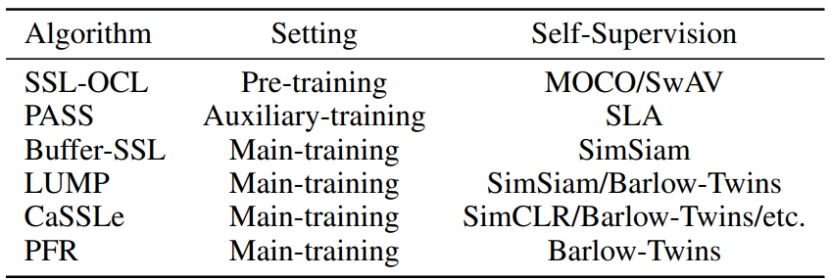 Algorithm Setting Self-Supervision
SSL-OCL Pre-training MOCO/SwAV
PASS Auxiliary-training SLA
Buffer-SSL Main-training SimSiam
LUMP Main-training SimSiam/Barlow-Twins
CaSSLe Main-training SimCLR/Barlow-Twins/etc.
PFR Main-training Barlow-Twins